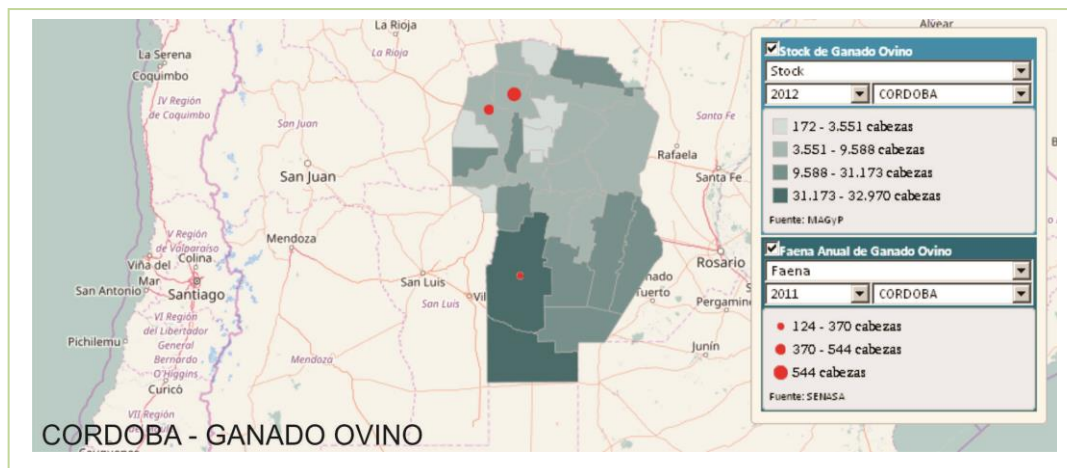 La Rioja
La Rioja
Alvear
La Serena
Coquimbo
IV Región
de Coquimbo
San Juan
San Juan
Santa Fe
Rafaela
Santa Fe
V Región
de Valparaíso
Viña del
Mar
Colina
San Antonio
Santiago
Mendoza
San Luis
San Luis
Rosario
Pergamin
Junín
VI Región
del Libertador
General
Bernardo
O'Higgins
Pichilemu
Curicó
Mendoza
VII Región
CORDOBA - GANADO OVINO
Stock de Ganado Ovino
Stock
2012 CORDOBA
172 - 3.551 cabezas
3.551 - 9.588 cabezas
9.588 - 31.173 cabezas
31.173 - 32.970 cabezas
Fuente: MAGyP
Faena Anual de Ganado Ovino
Faena
2011 CORDOBA
124 - 370 cabezas
370 - 544 cabezas
544 cabezas
Fuente: SENASA